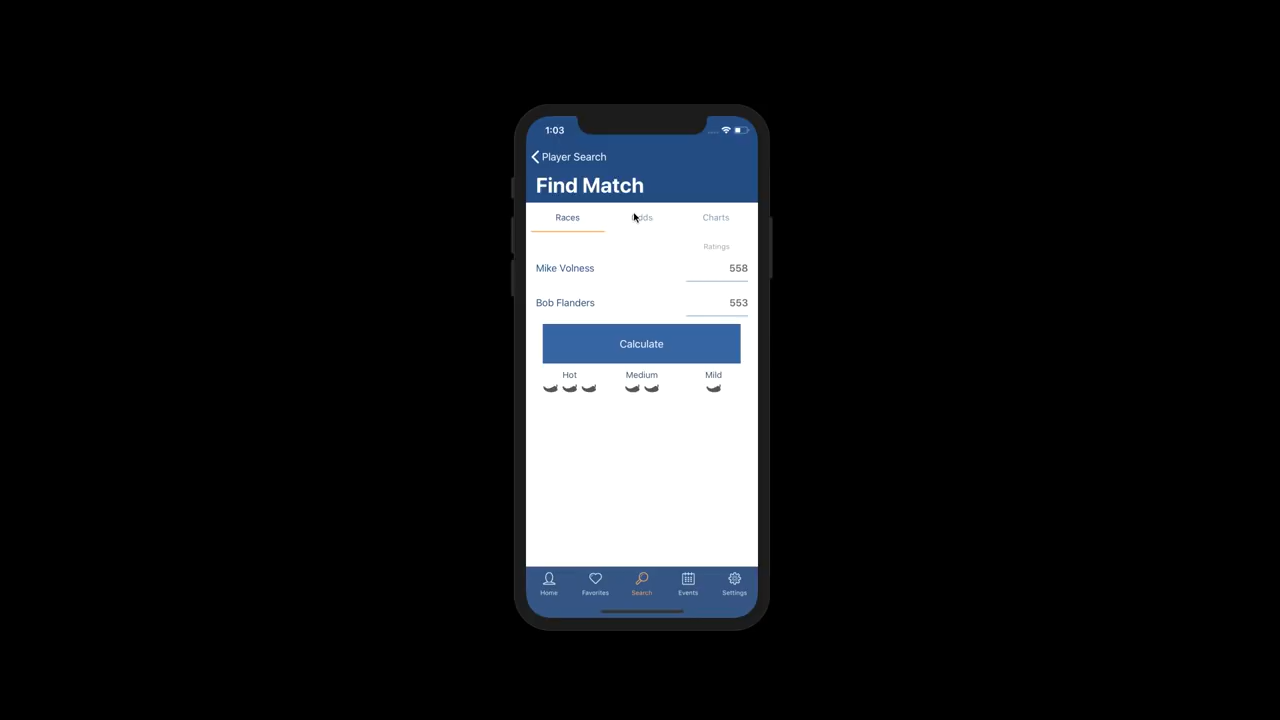 1:03
Player Search
Find Match
Races Odds Charts
Ratings
Mike Volness 558
Bob Flanders 553
Calculate
Hot Medium Mild
Home Favorites Search Events Settings